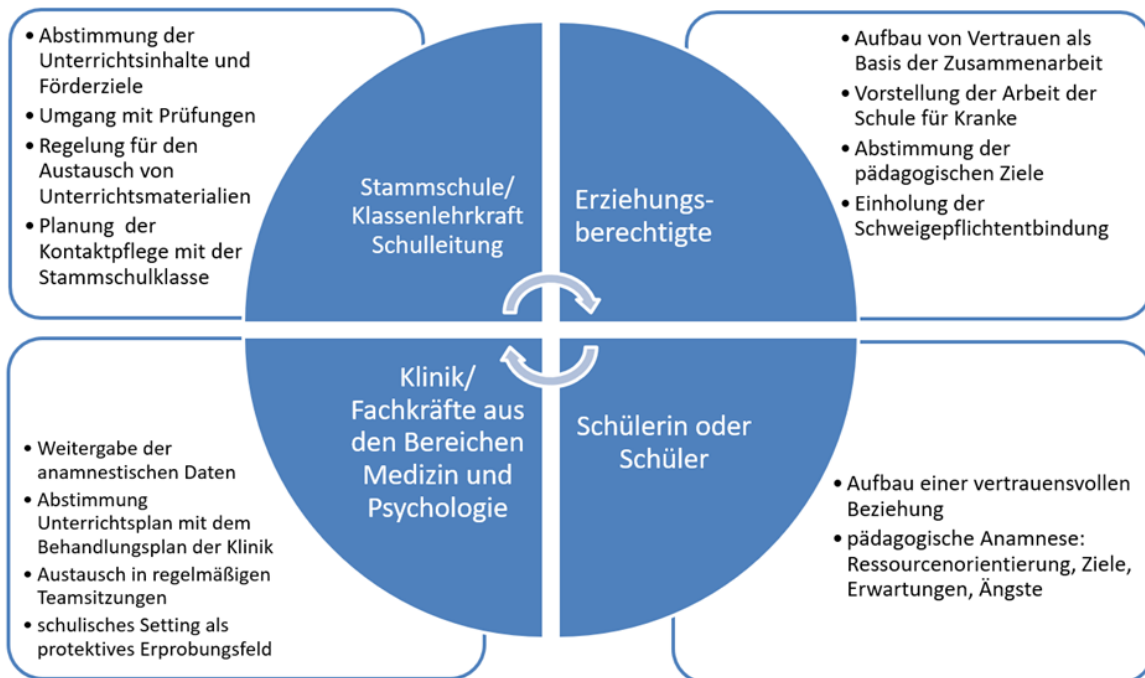 • Abstimmung der
Unterrichtsinhalte und
Förderziele
• Umgang mit Prüfungen
• Regelung für den
Austausch von
Unterrichtsmaterialien
• Planung der
Kontaktpflege mit der
Stammschulklasse
Stammschule/
Klassenlehrkraft
Schulleitung
Erziehungs-
berechtigte
• Aufbau von Vertrauen als
Basis der Zusammenarbeit
• Vorstellung der Arbeit der
Schule für Kranke
• Abstimmung der
pädagogischen Ziele
• Einholung der
Schweigepflichtentbindung
• Weitergabe der
anamnestischen Daten
• Abstimmung
Unterrichtsplan mit dem
Behandlungsplan der Klinik
• Austausch in regelmäßigen
Teamsitzungen
• schulisches Setting als
protektives Erprobungsfeld
Klinik/
Fachkräfte aus
den Bereichen
Medizin und
Psychologie
Schülerin oder
Schüler
• Aufbau einer vertrauensvollen
Beziehung
• pädagogische Anamnese:
Ressourcenorientierung, Ziele,
Erwartungen, Ängste